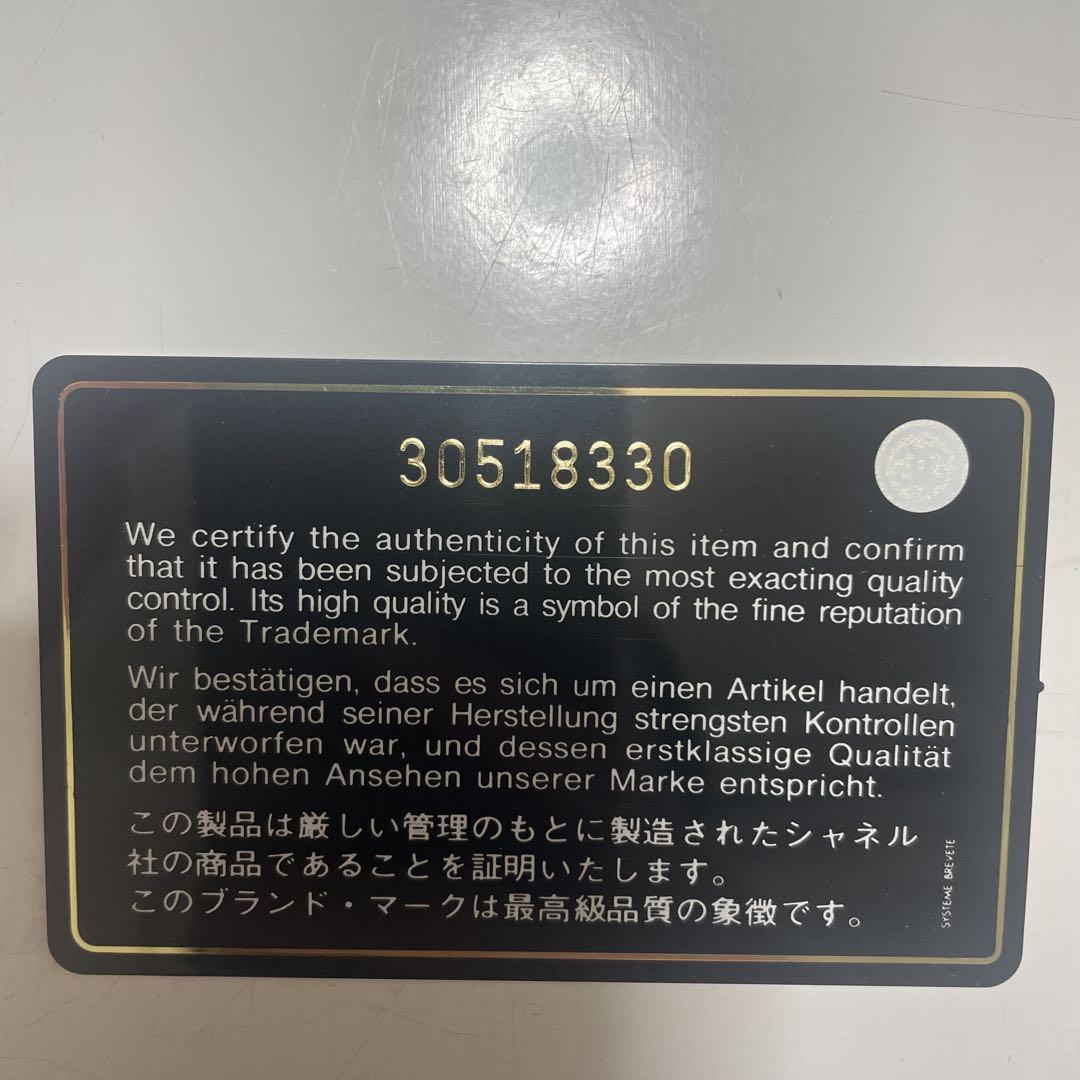 30518330
We certify the authenticity of this item and confirm
that it has been subjected to the most exacting quality
control. Its high quality is a symbol of the fine reputation
of the Trademark.
Wir bestätigen, dass es sich um einen Artikel handelt,
der während seiner Herstellung strengsten Kontrollen
unterworfen war, und dessen erstklassige Qualität
dem hohen Ansehen unserer Marke entspricht.
この製品は厳しい管理のもとに製造されたシャネル
社の商品であることを証明いたします。
このブランド・マークは最高級品質の象徴です。
SYSTEME BREVETE